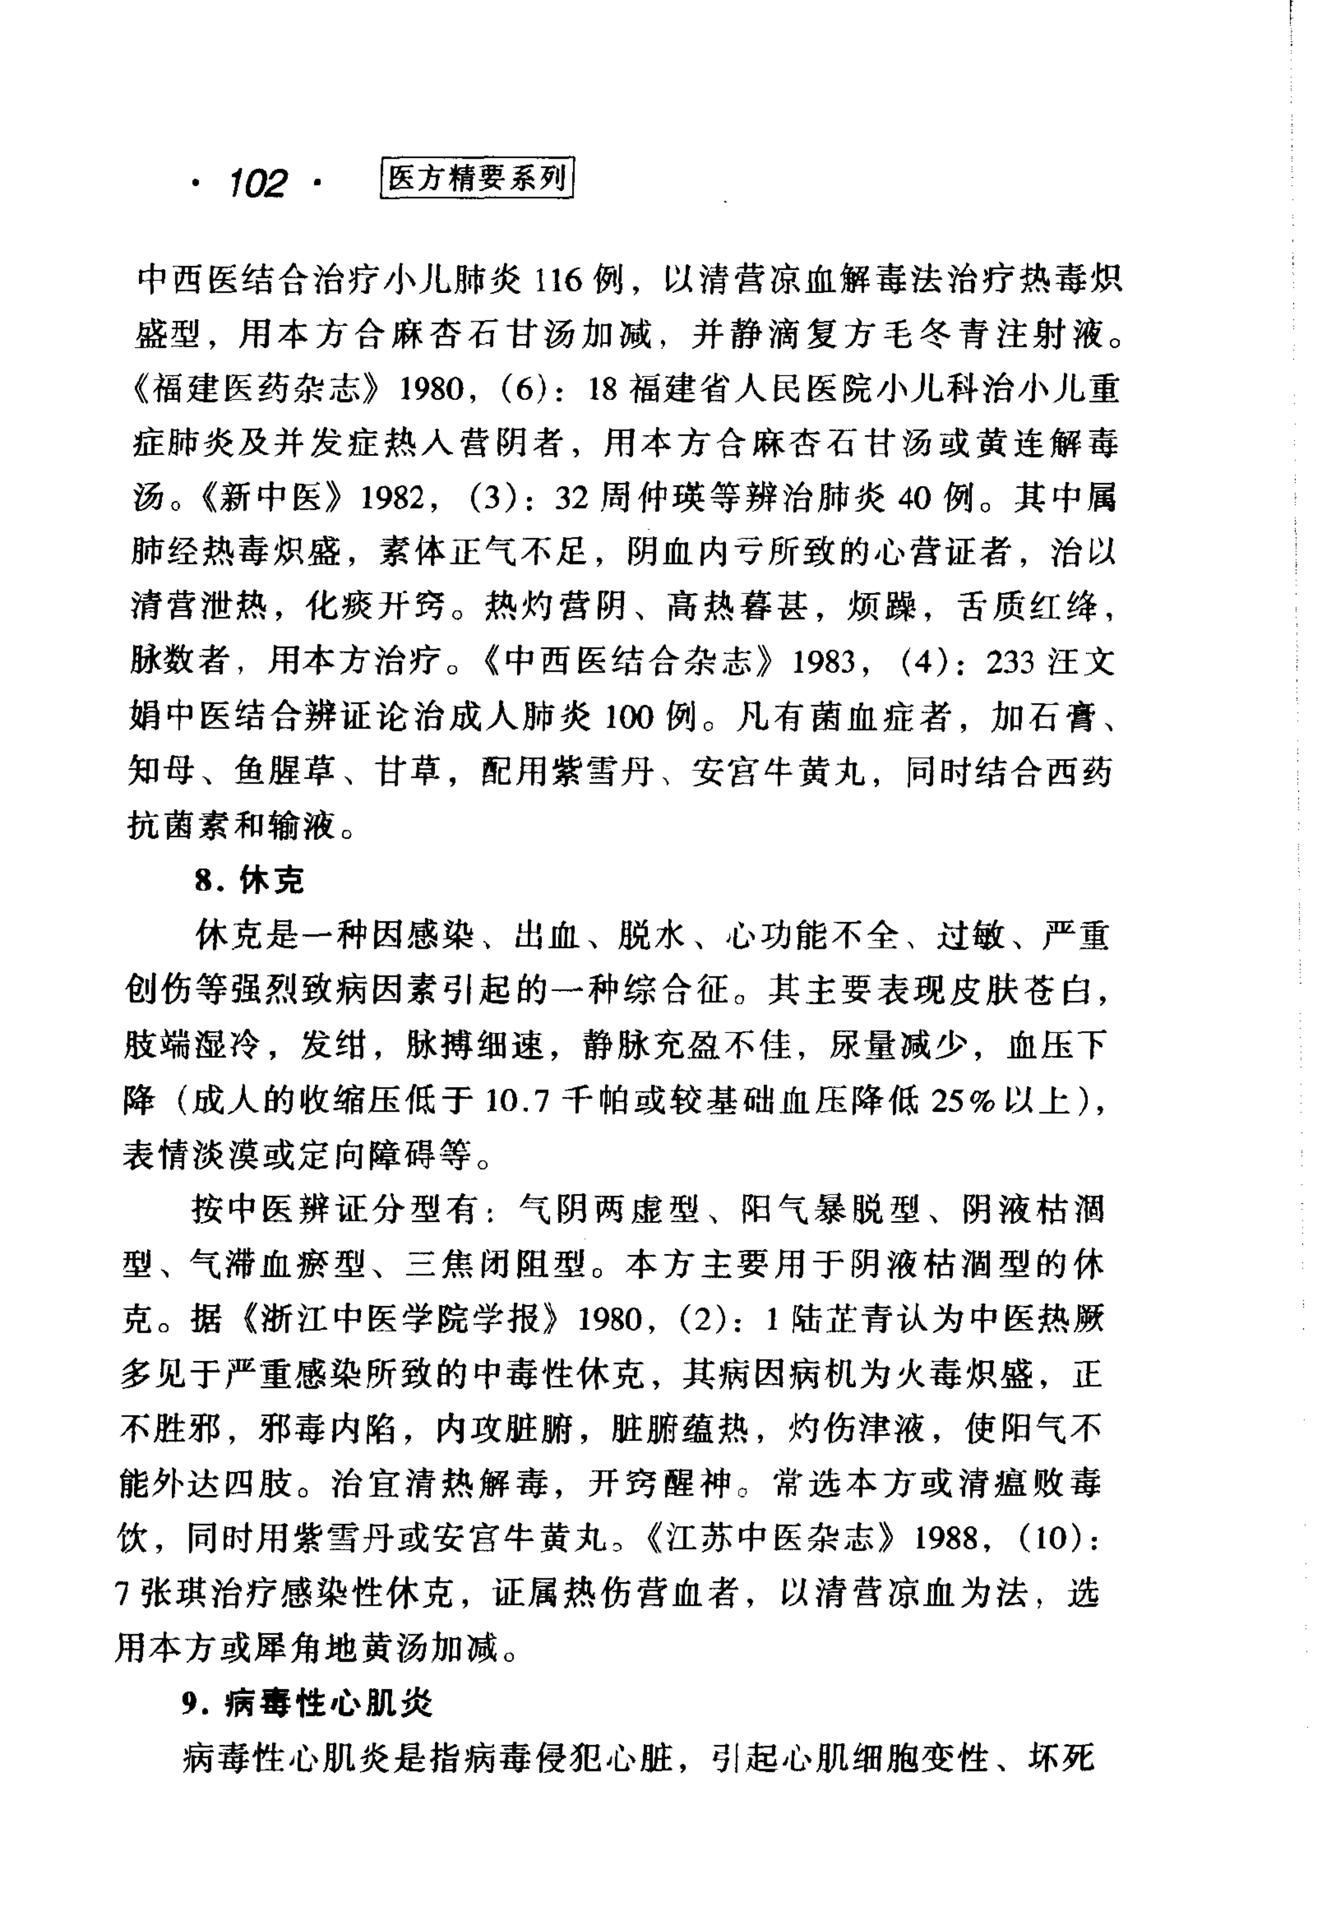 · 102 · 医方精要系列
中西医结合治疗小儿肺炎 116 例，以清营凉血解毒法治疗热毒炽
盛型，用本方合麻杏石甘汤加减，并静滴复方毛冬青注射液。
《福建医药杂志》1980，(6)：18 福建省人民医院小儿科治小儿重
症肺炎及并发症热入营阴者，用本方合麻杏石甘汤或黄连解毒
汤。《新中医》1982，(3)：32 周仲瑛等辨治肺炎 40 例。其中属
肺经热毒炽盛，素体正气不足，阴血内亏所致的心营证者，治以
清营泄热，化痰开窍。热灼营阴、高热暮甚，烦躁，舌质红绛，
脉数者，用本方治疗。《中西医结合杂志》1983，(4)：233 汪文
娟中医结合辨证论治成人肺炎 100 例。凡有菌血症者，加石膏、
知母、鱼腥草、甘草，配用紫雪丹、安宫牛黄丸，同时结合西药
抗菌素和输液。
8. 休克
休克是一种因感染、出血、脱水、心功能不全、过敏、严重
创伤等强烈致病因素引起的一种综合征。其主要表现皮肤苍白，
肢端湿冷，发绀，脉搏细速，静脉充盈不佳，尿量减少，血压下
降（成人的收缩压低于 10.7 千帕或较基础血压降低 25%以上），
表情淡漠或定向障碍等。
按中医辨证分型有：气阴两虚型、阳气暴脱型、阴液枯涸
型、气滞血瘀型、三焦闭阻型。本方主要用于阴液枯涸型的休
克。据《浙江中医学院学报》1980，(2)：1 陆芷青认为中医热厥
多见于严重感染所致的中毒性休克，其病因病机为火毒炽盛，正
不胜邪，邪毒内陷，内攻脏腑，脏腑蕴热，灼伤津液，使阳气不
能外达四肢。治宜清热解毒，开窍醒神。常选本方或清瘟败毒
饮，同时用紫雪丹或安宫牛黄丸。《江苏中医杂志》1988，(10)：
7 张琪治疗感染性休克，证属热伤营血者，以清营凉血为法，选
用本方或犀角地黄汤加减。
9. 病毒性心肌炎
病毒性心肌炎是指病毒侵犯心脏，引起心肌细胞变性、坏死